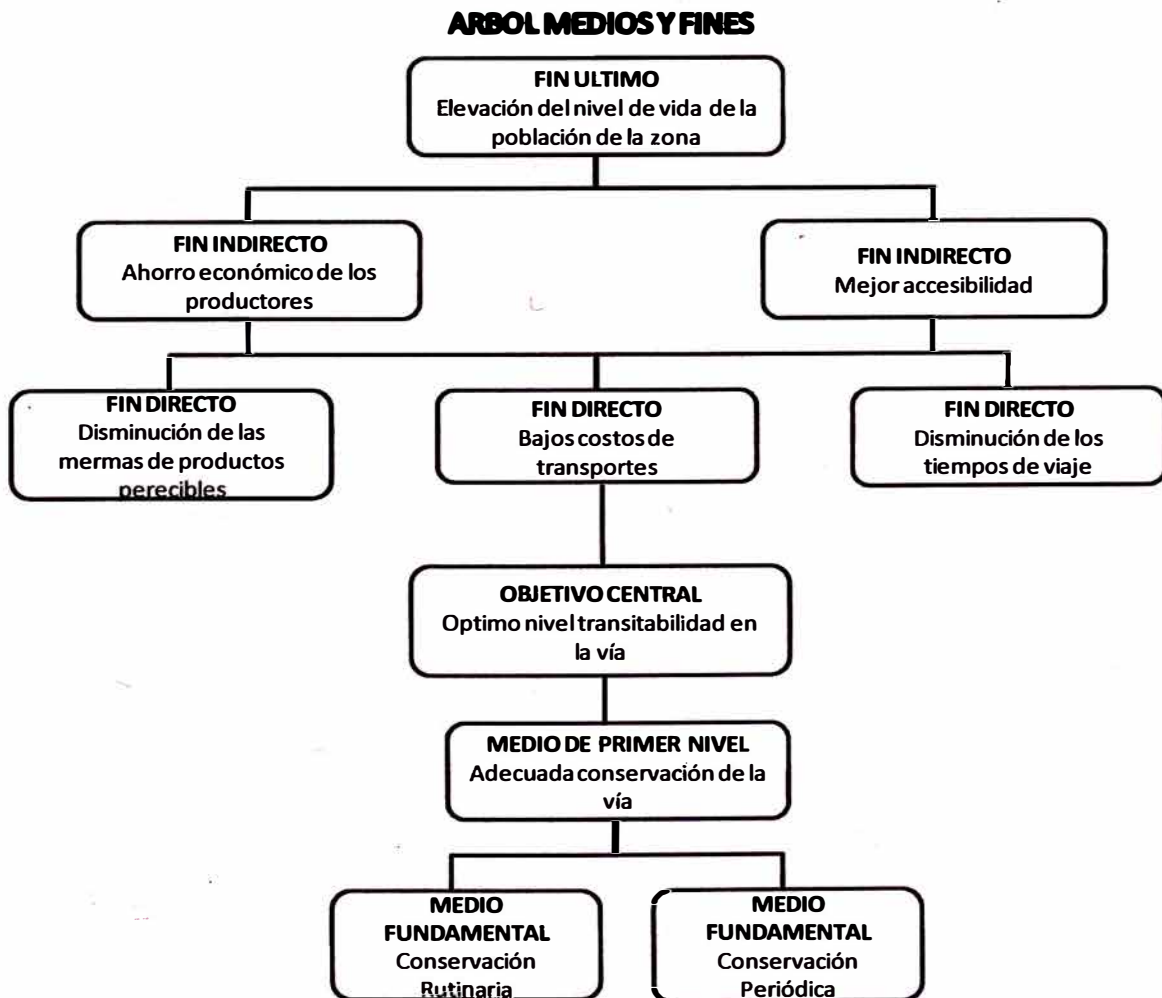 ARBOL MEDIOS Y FINES
FIN ULTIMO
Elevación del nivel de vida de la
población de la zona
FIN INDIRECTO
Ahorro económico de los
productores
FIN INDIRECTO
Mejor accesibilidad
FIN DIRECTO
Disminución de las
mermas de productos
perecibles
FIN DIRECTO
Bajos costos de
transportes
FIN DIRECTO
Disminución de los
tiempos de viaje
OBJETIVO CENTRAL
Optimo nivel transitabilidad en
la vía
MEDIO DE PRIMER NIVEL
Adecuada conservación de la
vía
MEDIO
FUNDAMENTAL
Conservación
Rutinaria
MEDIO
FUNDAMENTAL
Conservación
Periódica